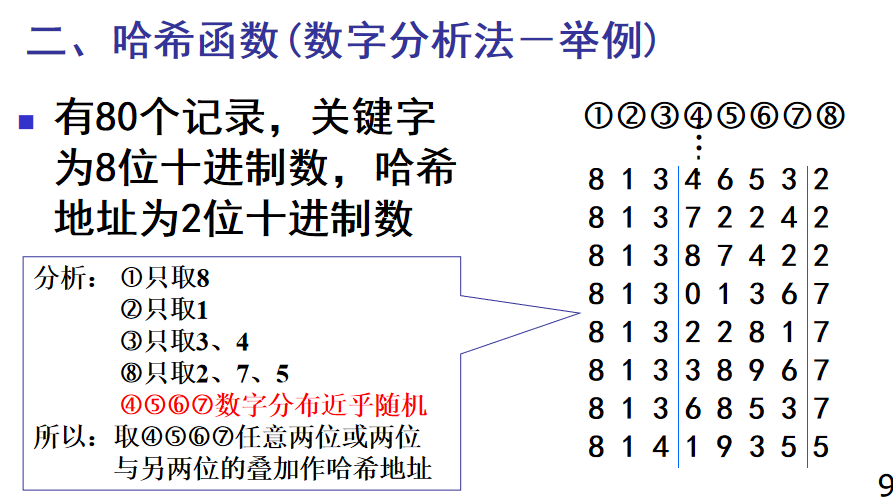 二、哈希函数(数字分析法－举例)
有80个记录，关键字
为8位十进制数，哈希
地址为2位十进制数
分析： ①只取8
②只取1
③只取3、4
⑧只取2、7、5
④⑤⑥⑦数字分布近乎随机
所以：取④⑤⑥⑦任意两位或两位
与另两位的叠加作哈希地址
①②③④⑤⑥⑦⑧
⋮
8 1 3 4 6 5 3 2
8 1 3 7 2 2 4 2
8 1 3 8 7 4 2 2
8 1 3 0 1 3 6 7
8 1 3 2 2 8 1 7
8 1 3 3 8 9 6 7
8 1 3 6 8 5 3 7
8 1 4 1 9 3 5 5
9